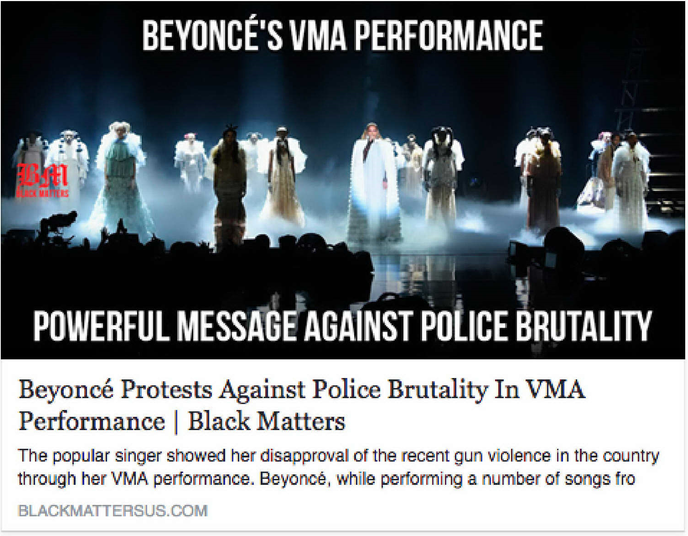 BEYONCÉ'S VMA PERFORMANCE
BM
BLACK MATTERS
POWERFUL MESSAGE AGAINST POLICE BRUTALITY
Beyoncé Protests Against Police Brutality In VMA
Performance | Black Matters
The popular singer showed her disapproval of the recent gun violence in the country
through her VMA performance. Beyoncé, while performing a number of songs fro
BLACKMATTERSUS.COM